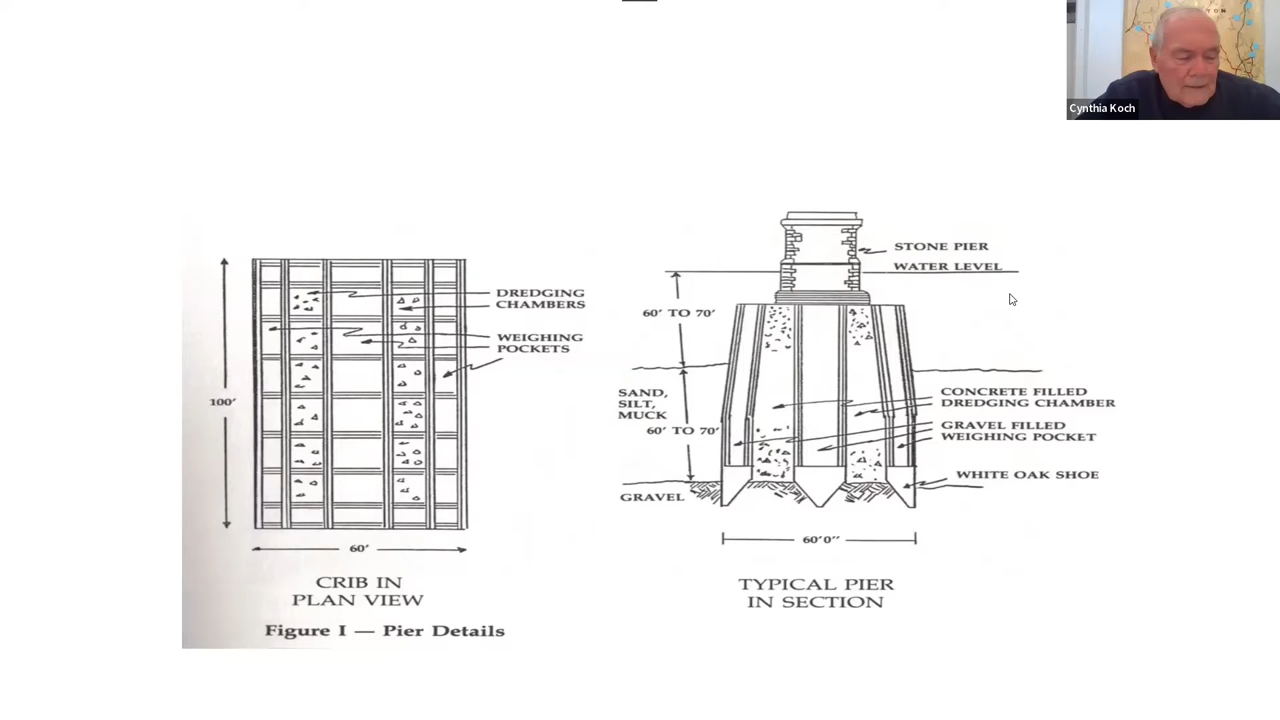 Cynthia Koch
DREDGING
CHAMBERS
WEIGHING
POCKETS
100'
60'
CRIB IN
PLAN VIEW
Figure I — Pier Details
STONE PIER
WATER LEVEL
60' TO 70'
SAND,
SILT,
MUCK
60' TO 70'
GRAVEL
CONCRETE FILLED
DREDGING CHAMBER
GRAVEL FILLED
WEIGHING POCKET
WHITE OAK SHOE
60'0"
TYPICAL PIER
IN SECTION